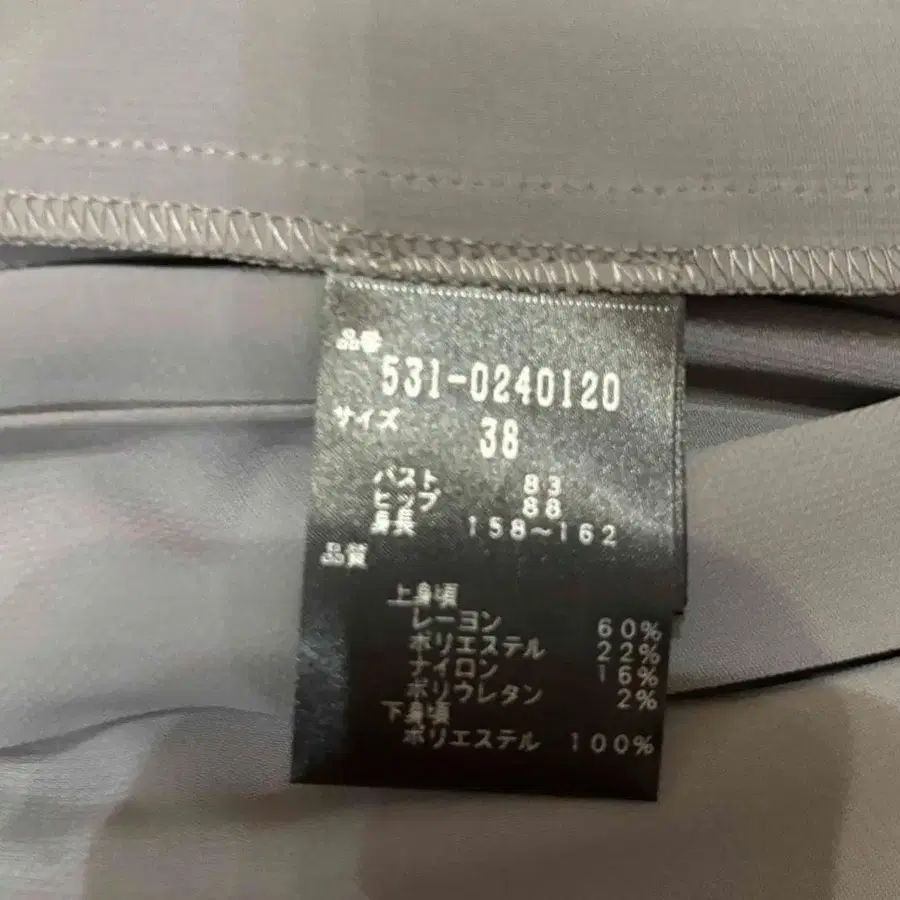 品番
531-0240120
サイズ 38
バスト 83
ヒップ 88
身長 158~162
品質
上身頃
レーヨン 60%
ポリエステル 22%
ナイロン 16%
ポリウレタン 2%
下身頃
ポリエステル 100%